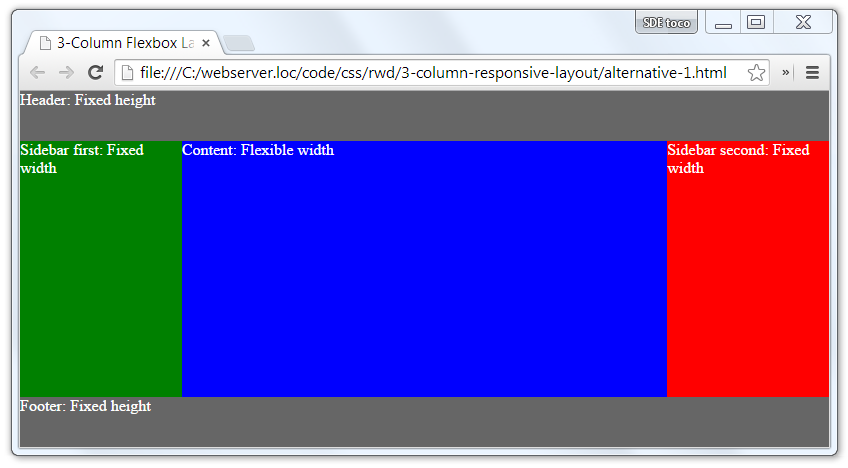 SDE toco
3-Column Flexbox La
file:///C:/webserver.loc/code/css/rwd/3-column-responsive-layout/alternative-1.html
Header: Fixed height
Sidebar first: Fixed
width
Content: Flexible width
Sidebar second: Fixed
width
Footer: Fixed height